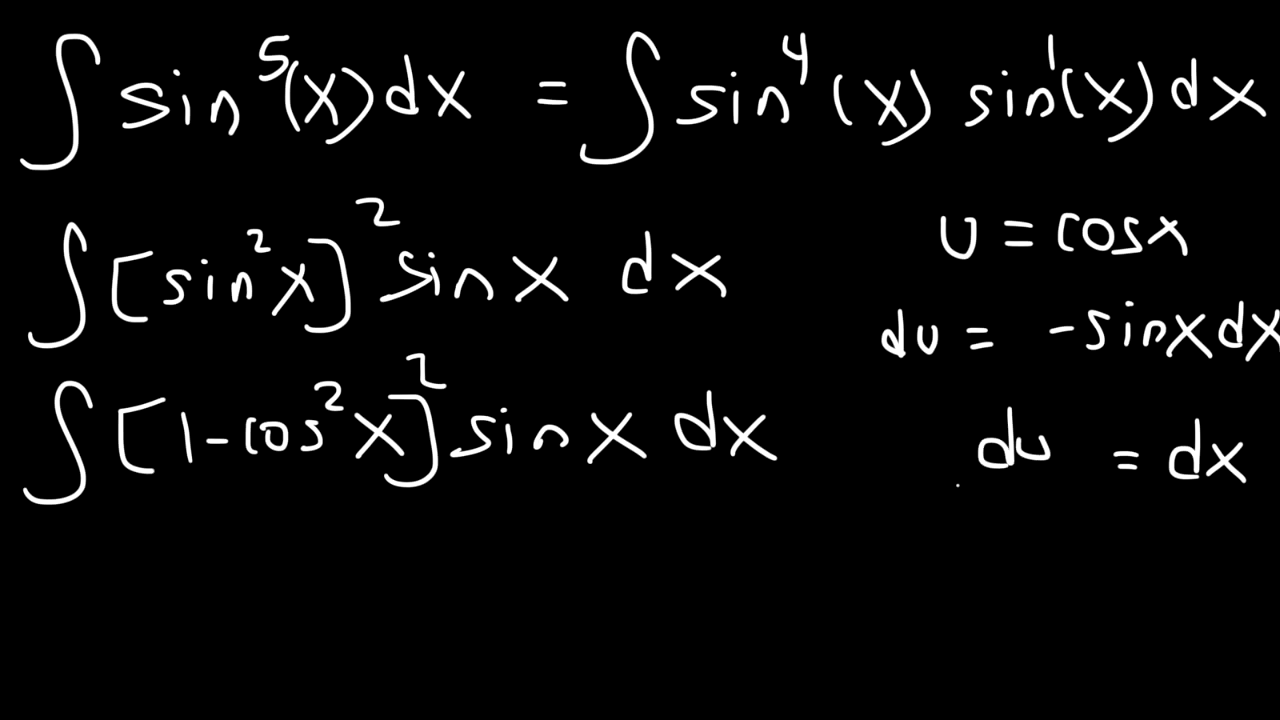 ∫ sin⁵(x)dx = ∫ sin⁴(x) sin¹(x)dx
∫[sin²x]² sinx dx
u = cosx
du = -sinxdx
∫[1-cos²x]² sinx dx
du = dx